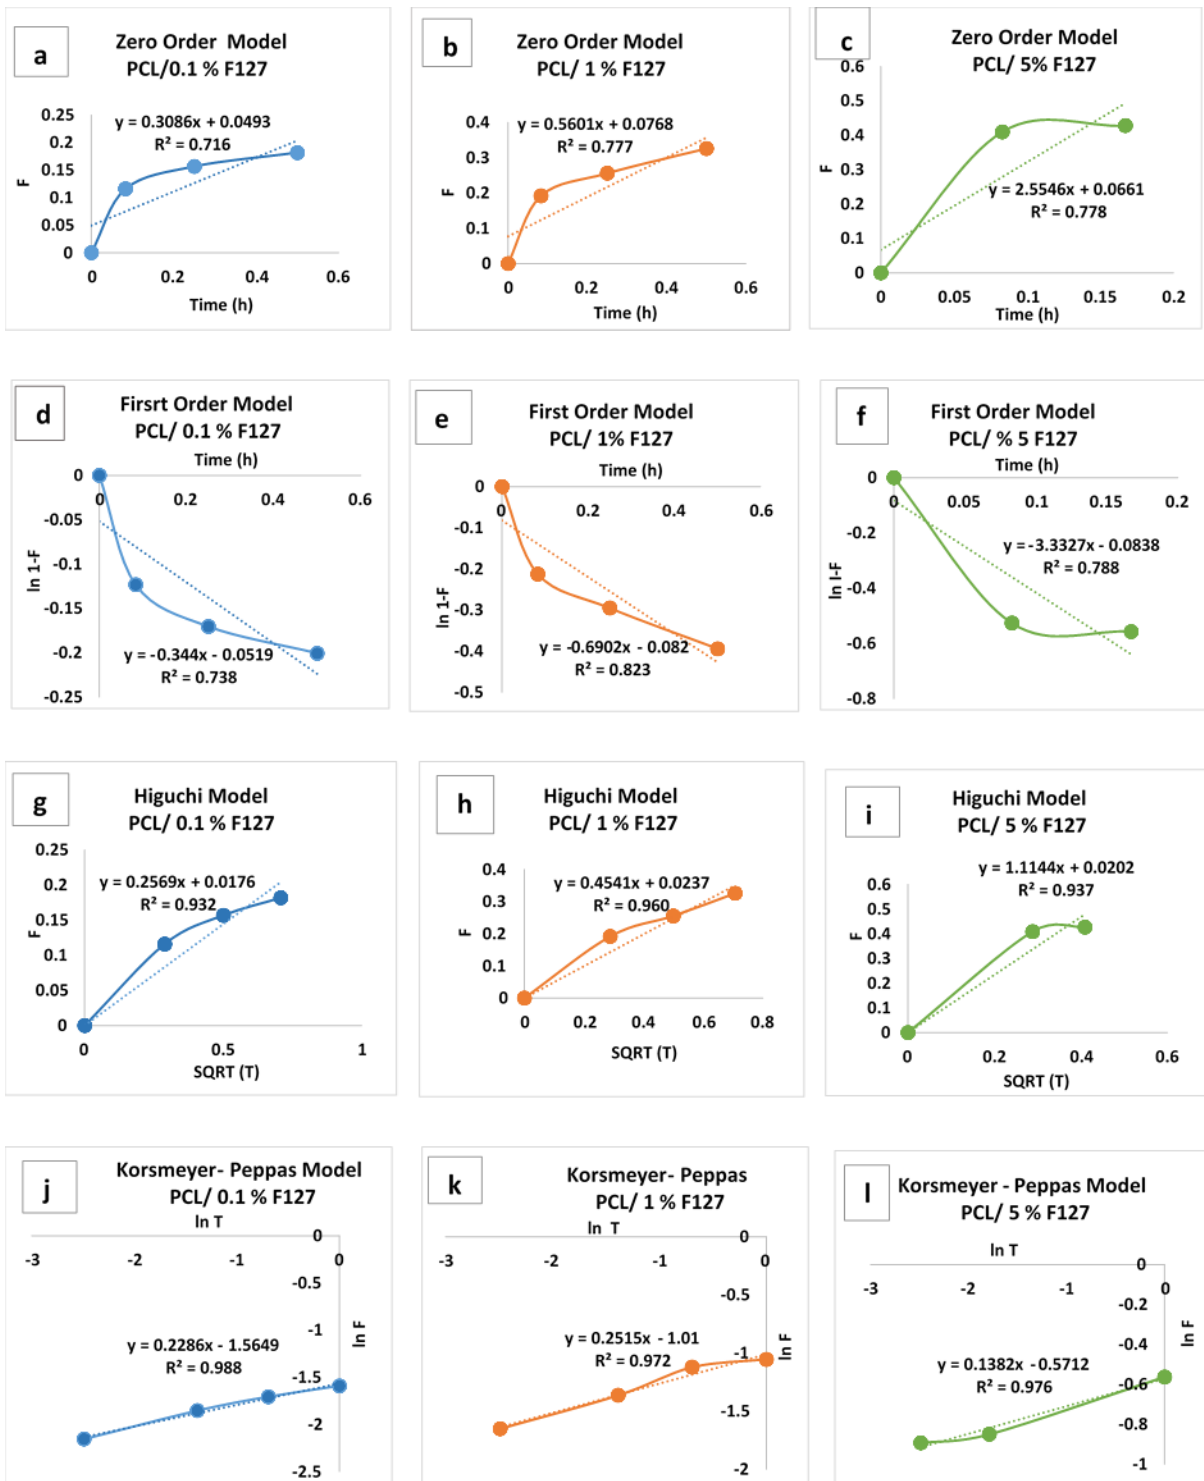 a
Zero Order Model
PCL/0.1 % F127
y = 0.3086x + 0.0493
R² = 0.716
0.25
0.2
0.15
0.1
0.05
0
F
0
0.2
0.4
0.6
Time (h)
b
Zero Order Model
PCL/ 1 % F127
y = 0.5601x + 0.0768
R² = 0.777
0.4
0.3
0.2
0.1
0
F
0
0.2
0.4
0.6
Time (h)
c
Zero Order Model
PCL/ 5% F127
0.6
0.5
0.4
0.3
0.2
0.1
0
F
y = 2.5546x + 0.0661
R² = 0.778
0
0.05
0.1
0.15
0.2
Time (h)
d
Firsrt Order Model
PCL/ 0.1 % F127
Time (h)
0
0.2
0.4
0.6
0
-0.05
-0.1
-0.15
-0.2
-0.25
ln 1-F
y = -0.344x - 0.0519
R² = 0.738
e
First Order Model
PCL/ 1% F127
Time (h)
0
0.2
0.4
0.6
0
-0.1
-0.2
-0.3
-0.4
-0.5
ln 1-F
y = -0.6902x - 0.082
R² = 0.823
f
First Order Model
PCL/ % 5 F127
Time (h)
0
0.05
0.1
0.15
0.2
0
-0.2
-0.4
-0.6
-0.8
ln I-F
y = -3.3327x - 0.0838
R² = 0.788
g
Higuchi Model
PCL/ 0.1 % F127
0.25
0.2
0.15
0.1
0.05
0
F
y = 0.2569x + 0.0176
R² = 0.932
0
0.5
1
SQRT (T)
h
Higuchi Model
PCL/ 1 % F127
0.4
0.3
0.2
0.1
0
F
y = 0.4541x + 0.0237
R² = 0.960
0
0.2
0.4
0.6
0.8
SQRT (T)
i
Higuchi Model
PCL/ 5 % F127
y = 1.1144x + 0.0202
R² = 0.937
0.6
0.5
0.4
0.3
0.2
0.1
0
F
0
0.2
0.4
0.6
SQRT (T)
j
Korsmeyer- Peppas Model
PCL/ 0.1 % F127
ln T
-3
-2
-1
0
0
-0.5
-1
-1.5
-2
-2.5
ln F
y = 0.2286x - 1.5649
R² = 0.988
k
Korsmeyer- Peppas
PCL/ 1 % F127
ln T
-3
-2
-1
0
0
-0.5
-1
-1.5
-2
ln F
y = 0.2515x - 1.01
R² = 0.972
l
Korsmeyer - Peppas Model
PCL/ 5 % F127
ln T
-3
-2
-1
0
0
-0.2
-0.4
-0.6
-0.8
-1
ln F
y = 0.1382x -0.5712
R² = 0.976